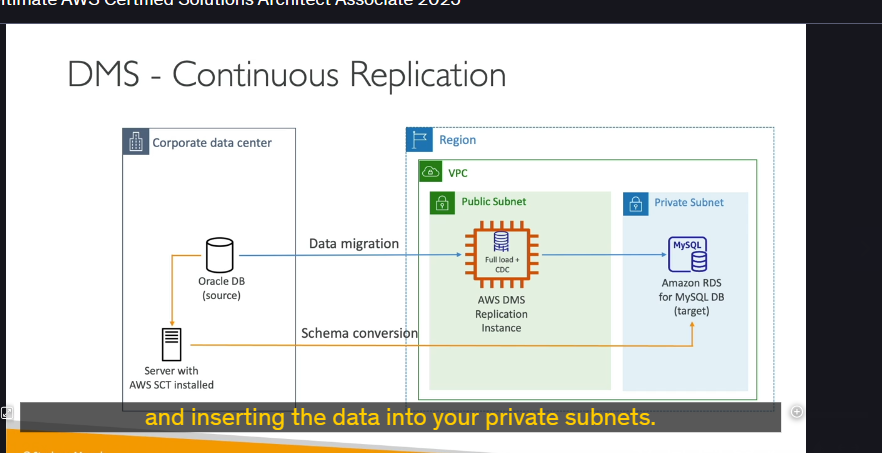 Ultimate AWS Certified Solutions Architect Associate 2025
DMS - Continuous Replication
Corporate data center
Region
VPC
Public Subnet
Private Subnet
Data migration
MySQL
Full load +
CDC
Oracle DB
(source)
Amazon RDS
for MySQL DB
(target)
AWS DMS
Replication
Instance
Schema conversion
Server with
AWS SCT installed
and inserting the data into your private subnets.